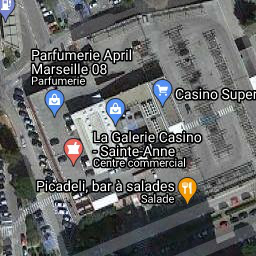 Parfumerie April
Marseille 08
Parfumerie
Casino Super
La Galerie Casino
- Sainte-Anne
Centre commercial
Picadeli, bar à salades
Salade